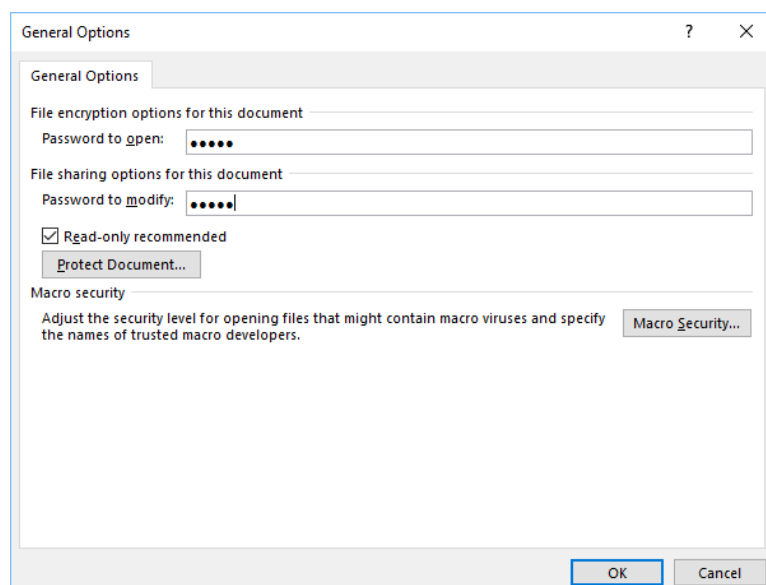 General Options
General Options
File encryption options for this document
Password to open: •••••
File sharing options for this document
Password to modify: •••••
Read-only recommended
Protect Document...
Macro security
Adjust the security level for opening files that might contain macro viruses and specify
the names of trusted macro developers.
Macro Security...
OK Cancel